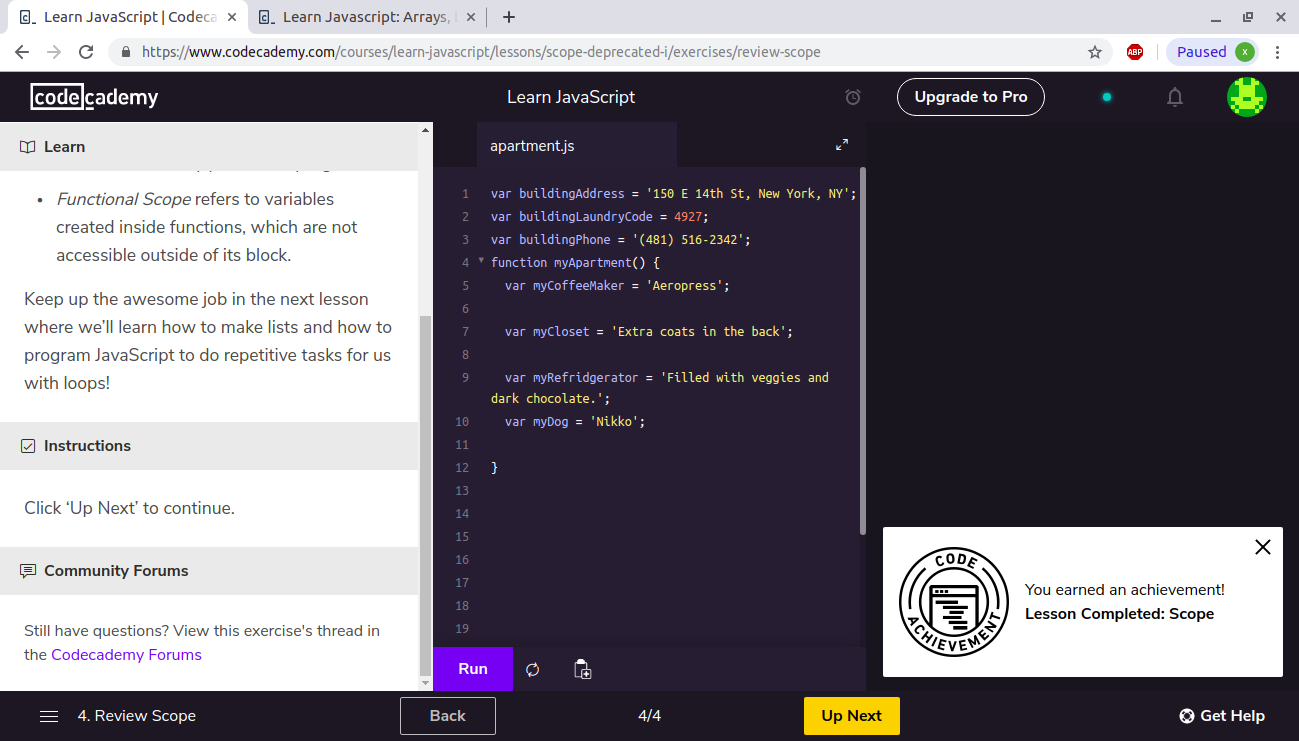 Learn JavaScript | Codeca
Learn Javascript: Arrays,
https://www.codecademy.com/courses/learn-javascript/lessons/scope-deprecated-i/exercises/review-scope
ABP
Paused
x
codecademy
Learn JavaScript
Upgrade to Pro
Learn
Functional Scope refers to variables
created inside functions, which are not
accessible outside of its block.
Keep up the awesome job in the next lesson
where we’ll learn how to make lists and how to
program JavaScript to do repetitive tasks for us
with loops!
Instructions
Click ‘Up Next’ to continue.
Community Forums
Still have questions? View this exercise's thread in
the Codecademy Forums
apartment.js
1 var buildingAddress = '150 E 14th St, New York, NY';
2 var buildingLaundryCode = 4927;
3 var buildingPhone = '(481) 516-2342';
4 function myApartment() {
5 var myCoffeeMaker = 'Aeropress';
6
7 var myCloset = 'Extra coats in the back';
8
9 var myRefridgerator = 'Filled with veggies and
dark chocolate.';
10 var myDog = 'Nikko';
11
12 }
13
14
15
16
17
18
19
Run
CODE
ACHIEVEMENT
You earned an achievement!
Lesson Completed: Scope
4. Review Scope
Back
4/4
Up Next
Get Help